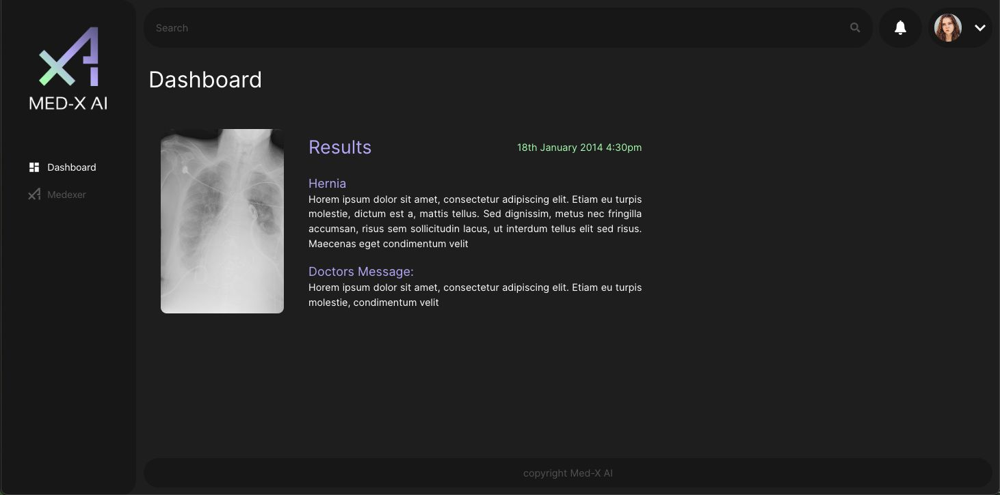 Search
MED-X AI
Dashboard
Dashboard
Medexer
Results
18th January 2014 4:30pm
Hernia
Horem ipsum dolor sit amet, consectetur adipiscing elit. Etiam eu turpis
molestie, dictum est a, mattis tellus. Sed dignissim, metus nec fringilla
accumsan, risus sem sollicitudin lacus, ut interdum tellus elit sed risus.
Maecenas eget condimentum velit
Doctors Message:
Horem ipsum dolor sit amet, consectetur adipiscing elit. Etiam eu turpis
molestie, condimentum velit
copyright Med-X AI